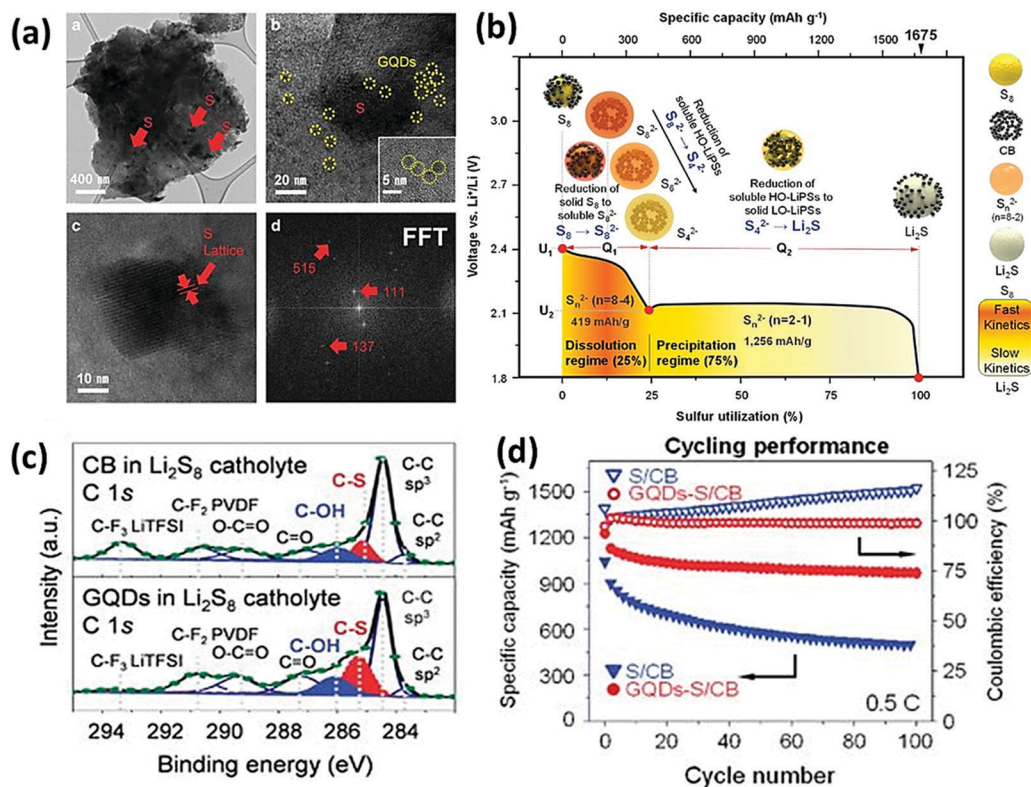 (a)
a
S
S
S
400 nm
b
GQDs
S
20 nm
5 nm
c
S
Lattice
10 nm
d
FFT
515
111
137
(b)
Specific capacity (mAh g⁻¹)
0 300 600 900 1200 1500 1675
Voltage vs. Li⁺/Li (V)
3.0
2.7
2.4
2.1
1.8
U₁
U₂
S₈
S₈²⁻
S₈²⁻
S₄²⁻
Reduction of
soluble HO-LiPSs
S₈²⁻ → S₄²⁻
Reduction of
solid S₈ to
soluble S₈²⁻
S₈ → S₈²⁻
Reduction of
soluble HO-LiPSs to
solid LO-LiPSs
S₄²⁻ → Li₂S
Li₂S
Q₁
Q₂
Sₙ²⁻ (n=8-4)
419 mAh/g
Dissolution
regime (25%)
Sₙ²⁻ (n=2-1)
1,256 mAh/g
Precipitation
regime (75%)
0 25 50 75 100
Sulfur utilization (%)
S₈
CB
Sₙ²⁻
(n=8-2)
Li₂S
S₈
Fast
Kinetics
Slow
Kinetics
Li₂S
(c)
Intensity (a.u.)
CB in Li₂S₈ catholyte
C 1s
C-F₃ LiTFSI
C-F₂ PVDF
O-C=O
C=O
C-OH
C-S
C-C
sp³
C-C
sp²
GQDs in Li₂S₈ catholyte
C 1s
C-F₃ LiTFSI
C-F₂ PVDF
O-C=O
C=O
C-OH
C-S
C-C
sp³
C-C
sp²
294 292 290 288 286 284
Binding energy (eV)
(d)
Cycling performance
Specific capacity (mAh g⁻¹)
1500
1200
900
600
300
0
S/CB
GQDs-S/CB
S/CB
GQDs-S/CB
0.5 C
125
100
75
50
25
0
Coulombic efficiency (%)
0 20 40 60 80 100
Cycle number